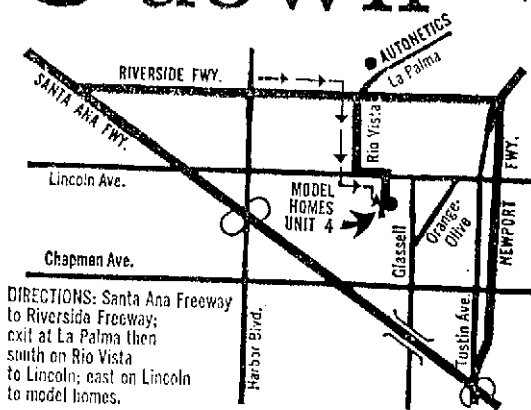 AUTONETICS
La Palma
RIVERSIDE FWY.
SANTA ANA FWY.
Rio Vista
Lincoln Ave.
MODEL
HOMES
UNIT 4
Glassell
Orange-
Olive
NEWPORT FWY.
Chapman Ave.
Harbor Blvd.
Tustin Ave.
DIRECTIONS: Santa Ana Freeway
to Riverside Freeway;
exit at La Palma then
south on Rio Vista
to Lincoln; east on Lincoln
to model homes.